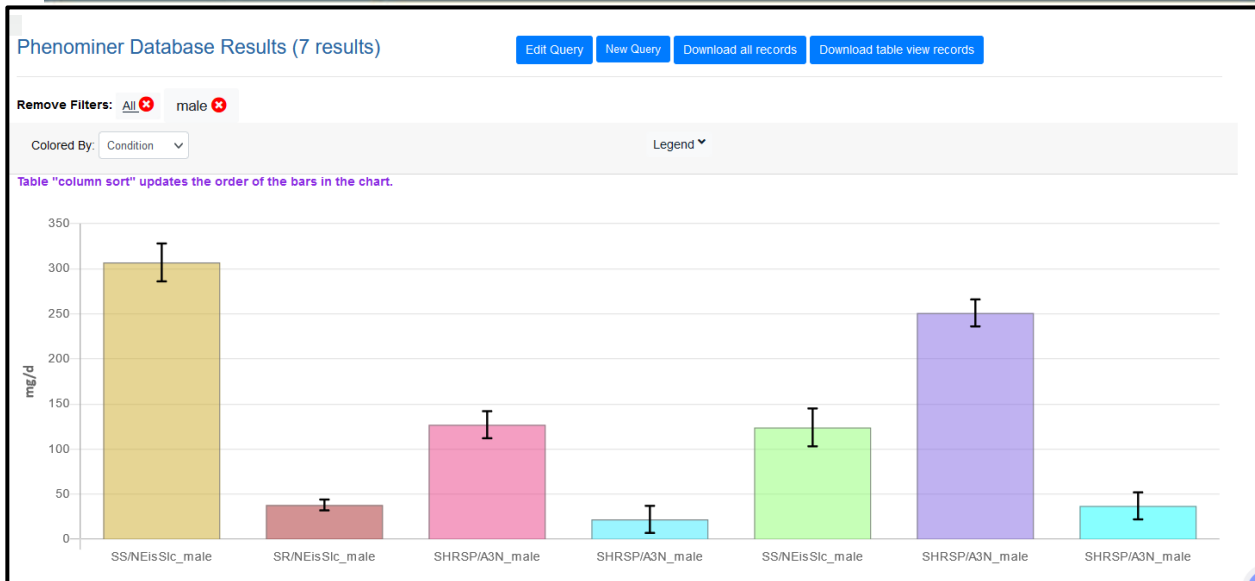 Phenominer Database Results (7 results)
Edit Query
New Query
Download all records
Download table view records
Remove Filters: All male
Colored By: Condition
Legend
Table "column sort" updates the order of the bars in the chart.
350
300
250
200
150
100
50
0
mg/d
SS/NEisSlc_male
SR/NEisSlc_male
SHRSP/A3N_male
SHRSP/A3N_male
SS/NEisSlc_male
SHRSP/A3N_male
SHRSP/A3N_male